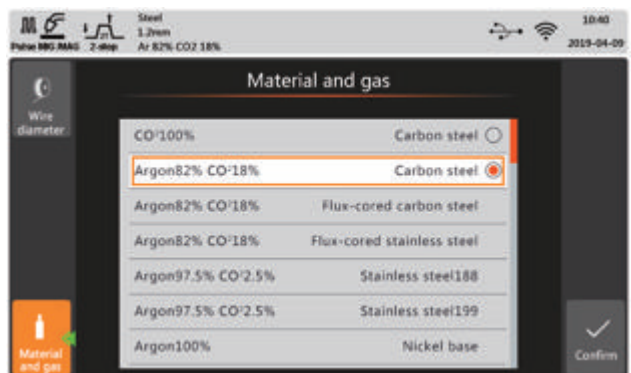 Steel
1.2mm
Pulse MIG MAG 2-step Ar 82% CO2 18%
10:40
2019-04-09
Material and gas
Wire
diameter
CO²100% Carbon steel
Argon82% CO²18% Carbon steel
Argon82% CO²18% Flux-cored carbon steel
Argon82% CO²18% Flux-cored stainless steel
Argon97.5% CO²2.5% Stainless steel188
Argon97.5% CO²2.5% Stainless steel199
Argon100% Nickel base
Material
and gas
Confirm